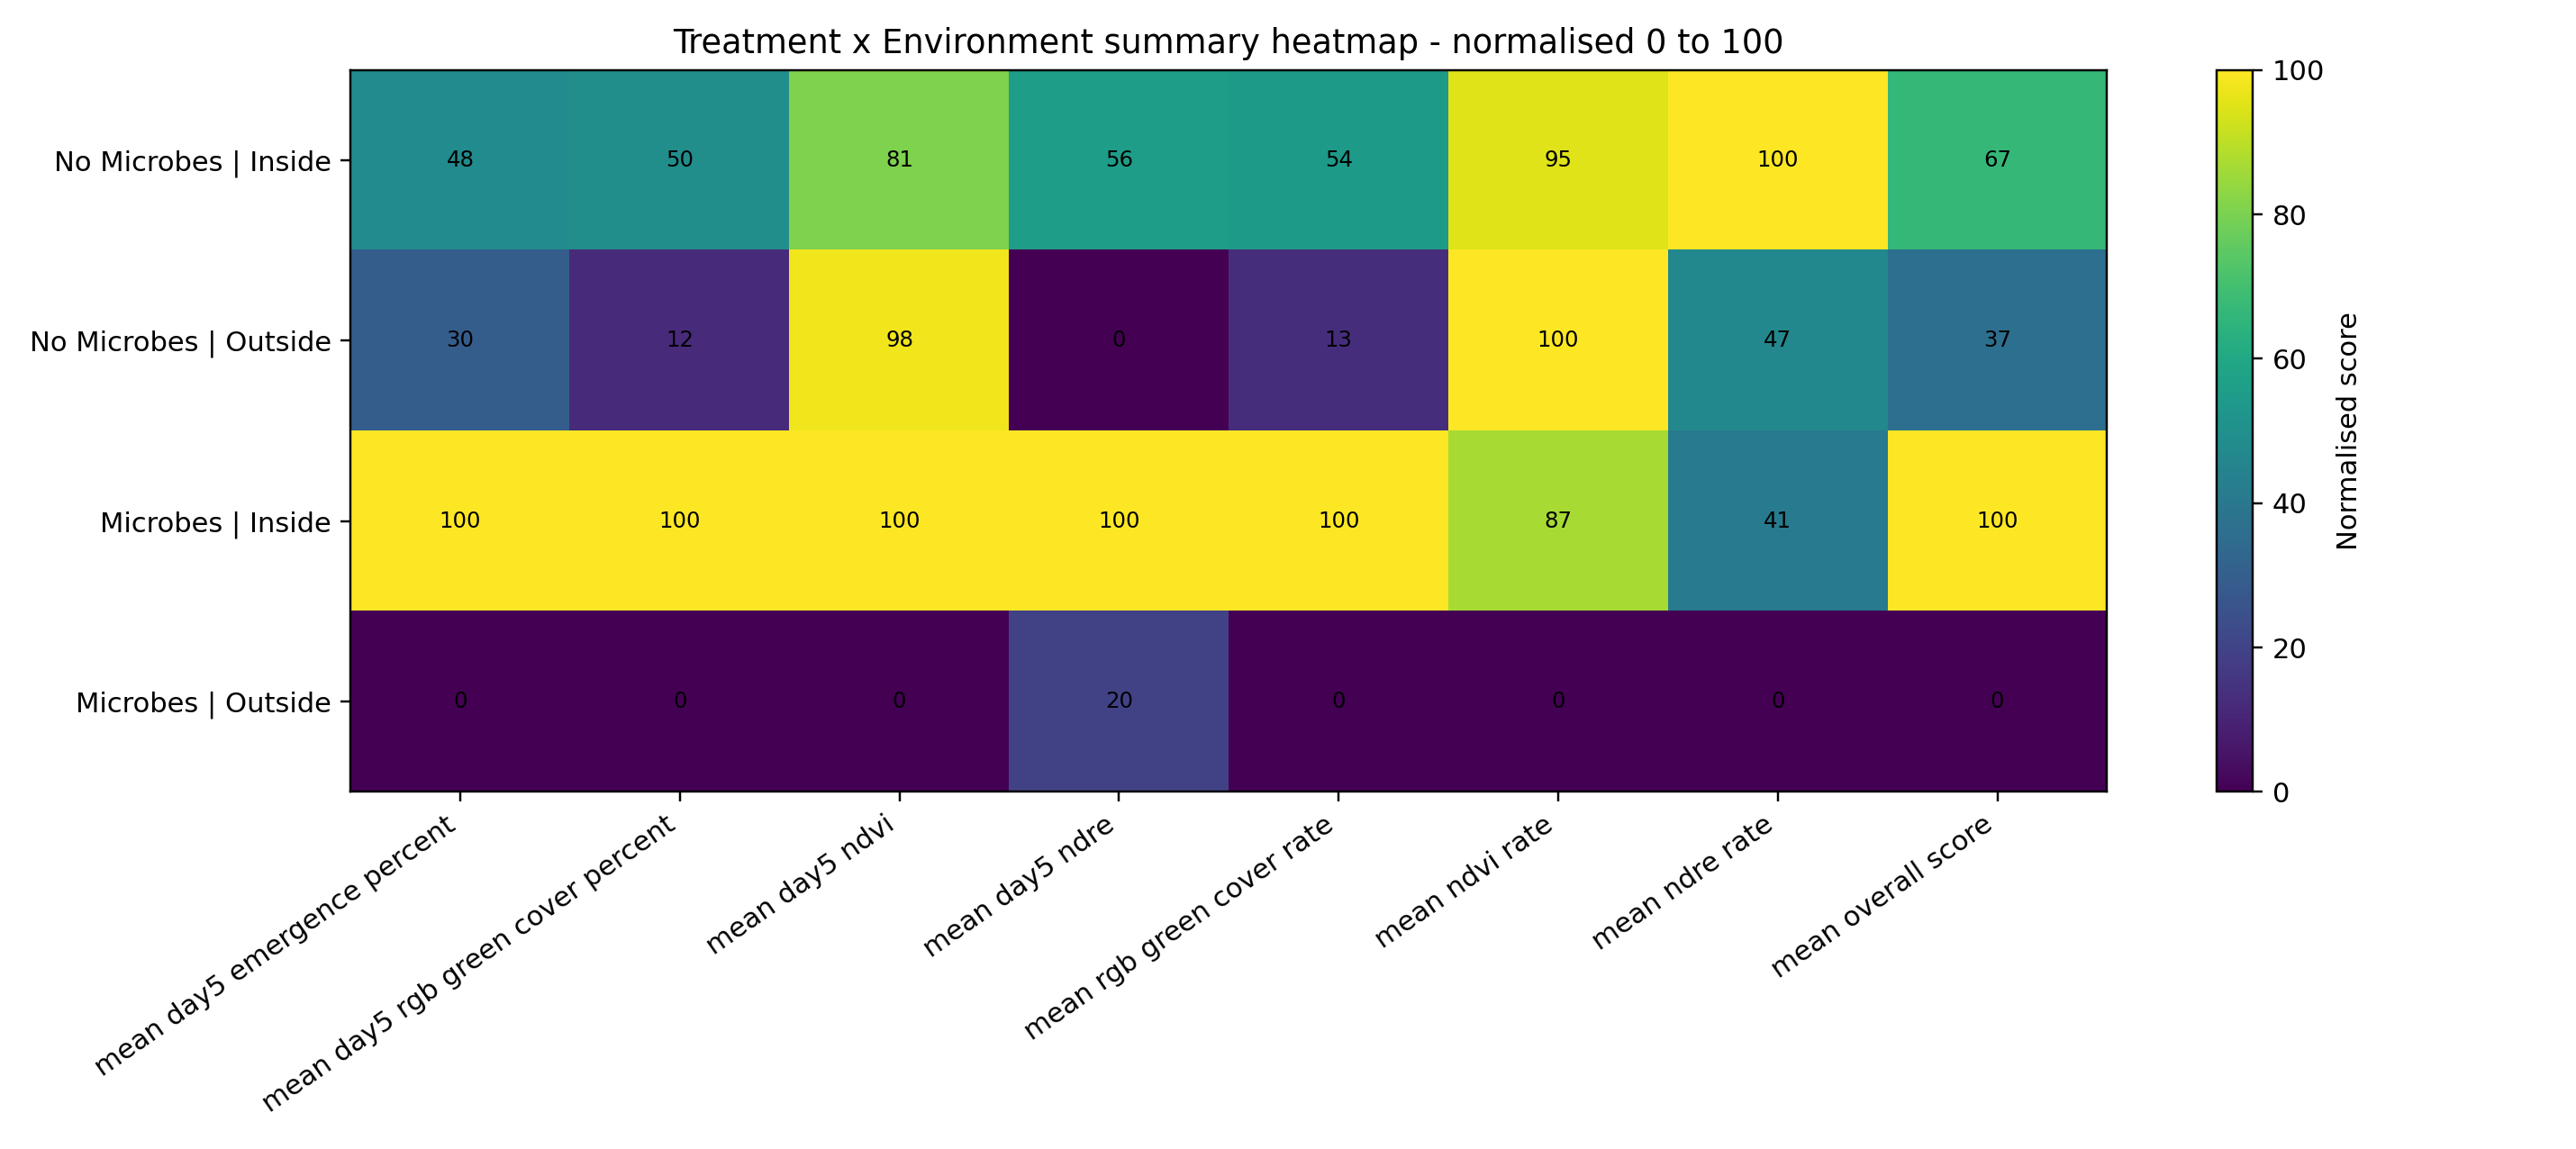 Treatment x Environment summary heatmap - normalised 0 to 100
No Microbes | Inside
48 50 81 56 54 95 100 67
No Microbes | Outside
30 12 98 0 13 100 47 37
Microbes | Inside
100 100 100 100 100 87 41 100
Microbes | Outside
0 0 0 20 0 0 0 0
mean day5 emergence percent
mean day5 rgb green cover percent
mean day5 ndvi
mean day5 ndre
mean rgb green cover rate
mean ndvi rate
mean ndre rate
mean overall score
100
80
60
40
20
0
Normalised score